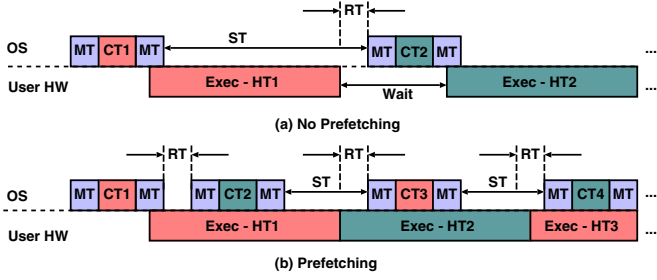 RT
ST
OS MT CT1 MT MT CT2 MT ...
User HW Exec - HT1 Exec - HT2 ...
Wait
(a) No Prefetching
RT RT RT
ST ST
OS MT CT1 MT MT CT2 MT MT CT3 MT MT CT4 MT ...
User HW Exec - HT1 Exec - HT2 Exec - HT3 ...
(b) Prefetching